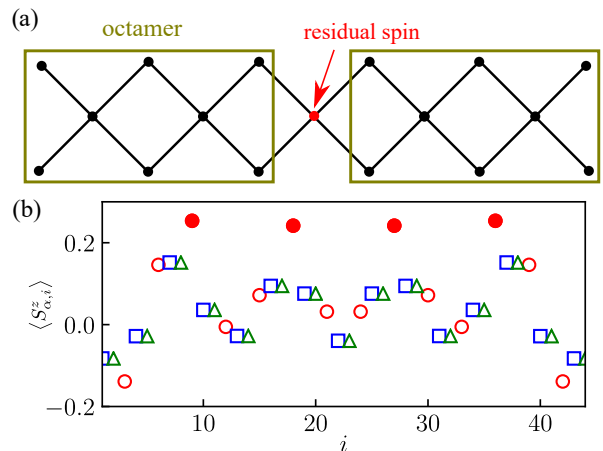 (a)
octamer
residual spin
(b)
⟨S^z_{α,i}⟩
0.2
0.0
−0.2
10
20
30
40
i